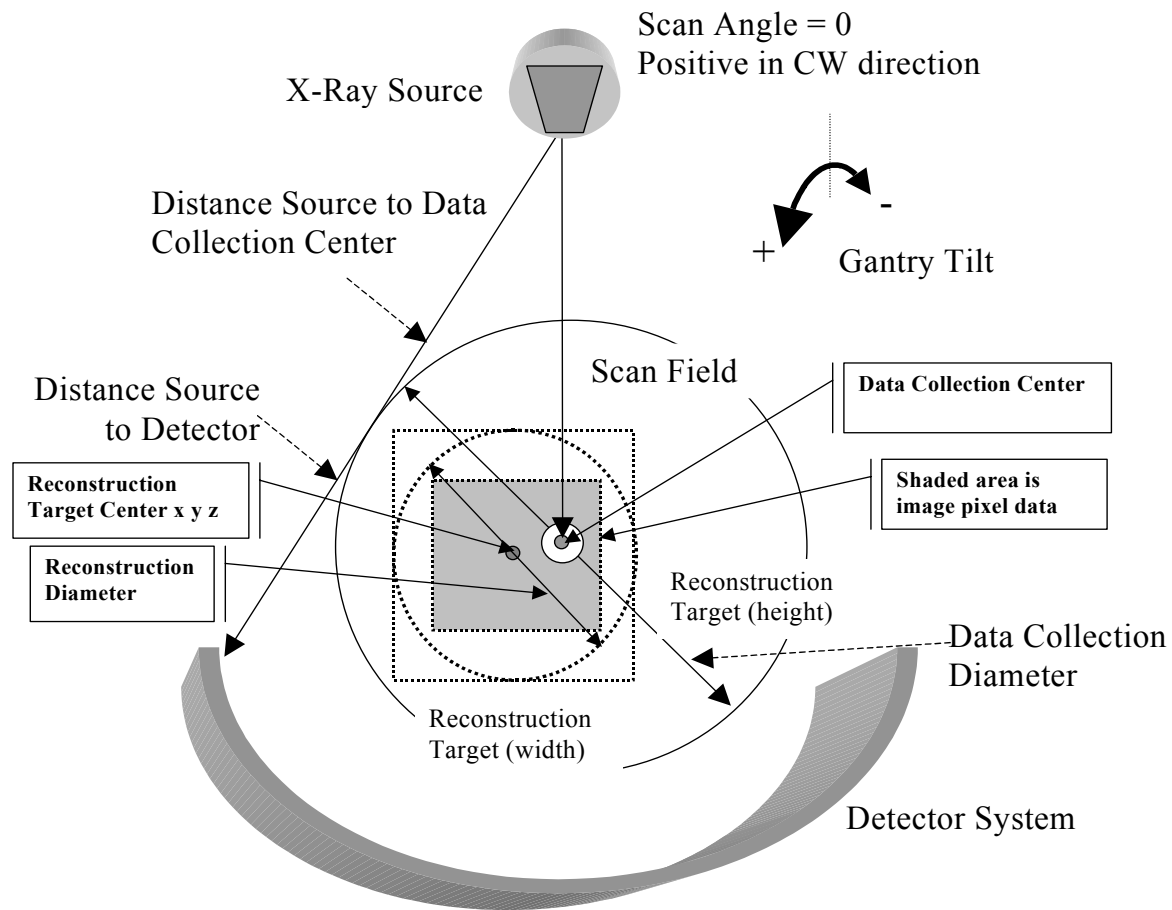 Scan Angle = 0
Positive in CW direction
X-Ray Source
Distance Source to Data
Collection Center
-
+
Gantry Tilt
Scan Field
Data Collection Center
Distance Source
to Detector
Reconstruction
Target Center x y z
Shaded area is
image pixel data
Reconstruction
Diameter
Reconstruction
Target (height)
Data Collection
Diameter
Reconstruction
Target (width)
Detector System